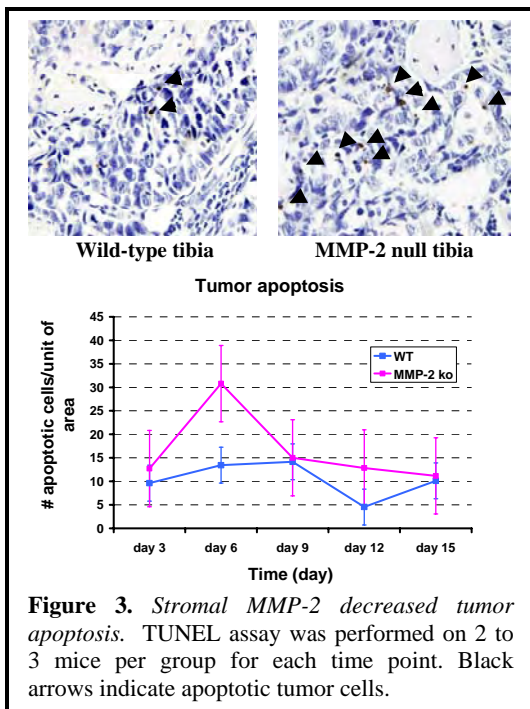 Wild-type tibia MMP-2 null tibia
Tumor apoptosis
# apoptotic cells/unit of
area
45
40
35
30
25
20
15
10
5
0
WT
MMP-2 ko
day 3 day 6 day 9 day 12 day 15
Time (day)
Figure 3. Stromal MMP-2 decreased tumor
apoptosis. TUNEL assay was performed on 2 to
3 mice per group for each time point. Black
arrows indicate apoptotic tumor cells.